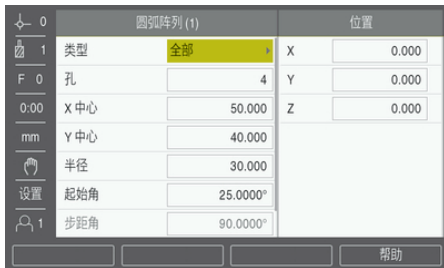 0 圆弧阵列 (1) 位置
1 类型 全部 X 0.000
F 0 孔 4 Y 0.000
0:00 X 中心 50.000 Z 0.000
mm Y 中心 40.000
半径 30.000
设置 起始角 25.0000°
1 步距角 90.0000°
帮助